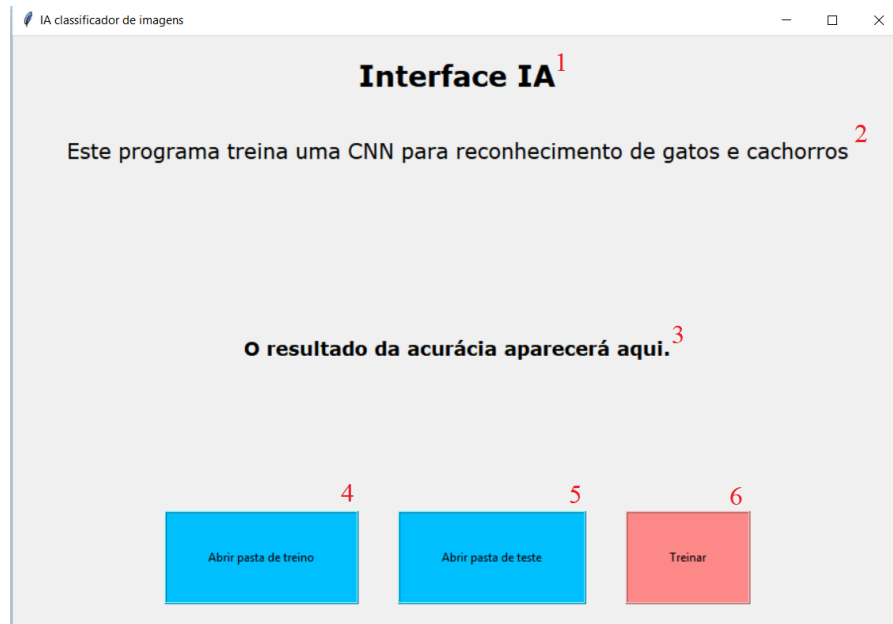 IA classificador de imagens
Interface IA 1
Este programa treina uma CNN para reconhecimento de gatos e cachorros 2
O resultado da acurácia aparecerá aqui. 3
4 5 6
Abrir pasta de treino Abrir pasta de teste Treinar